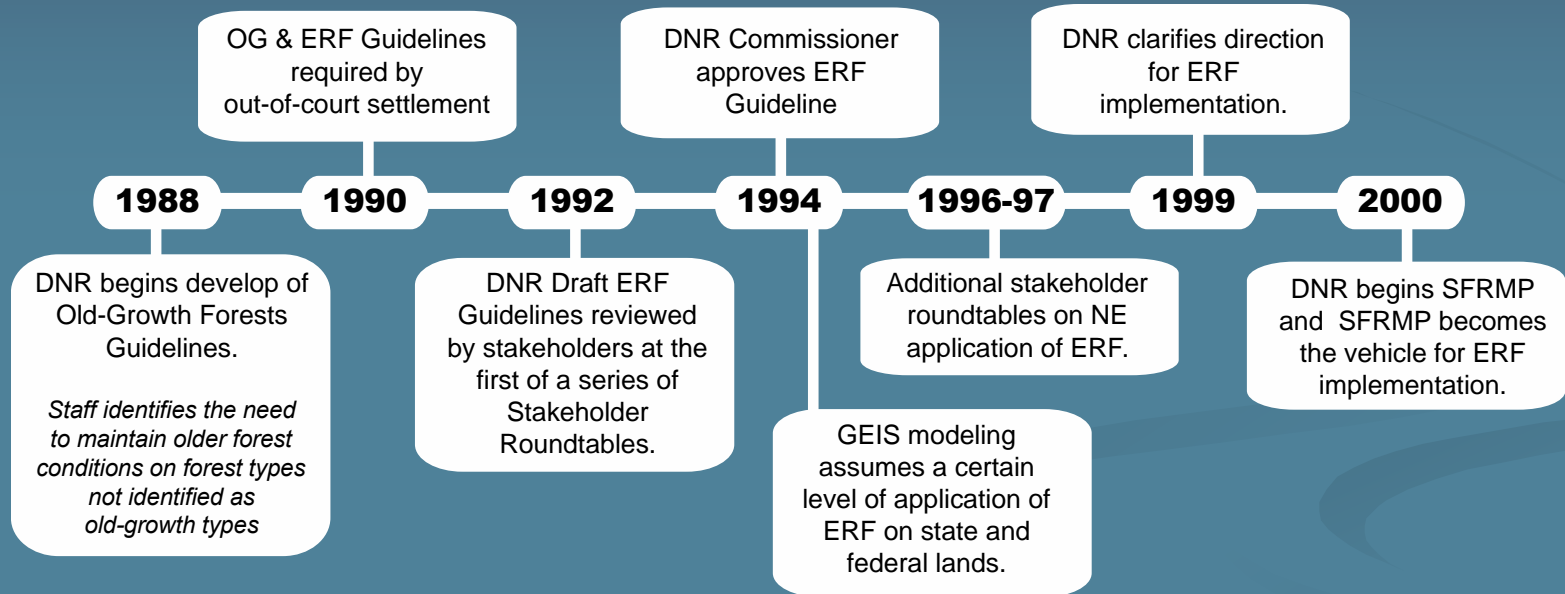 OG & ERF Guidelines
required by
out-of-court settlement
DNR Commissioner
approves ERF
Guideline
DNR clarifies direction
for ERF
implementation.
1988
1990
1992
1994
1996-97
1999
2000
DNR begins develop of
Old-Growth Forests
Guidelines.
Staff identifies the need
to maintain older forest
conditions on forest types
not identified as
old-growth types
DNR Draft ERF
Guidelines reviewed
by stakeholders at the
first of a series of
Stakeholder
Roundtables.
GEIS modeling
assumes a certain
level of application of
ERF on state and
federal lands.
Additional stakeholder
roundtables on NE
application of ERF.
DNR begins SFRMP
and SFRMP becomes
the vehicle for ERF
implementation.